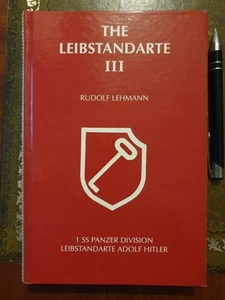 THE
LEIBSTANDARTE
III
RUDOLF LEHMANN
1 SS PANZER DIVISION
LEIBSTANDARTE ADOLF HITLER